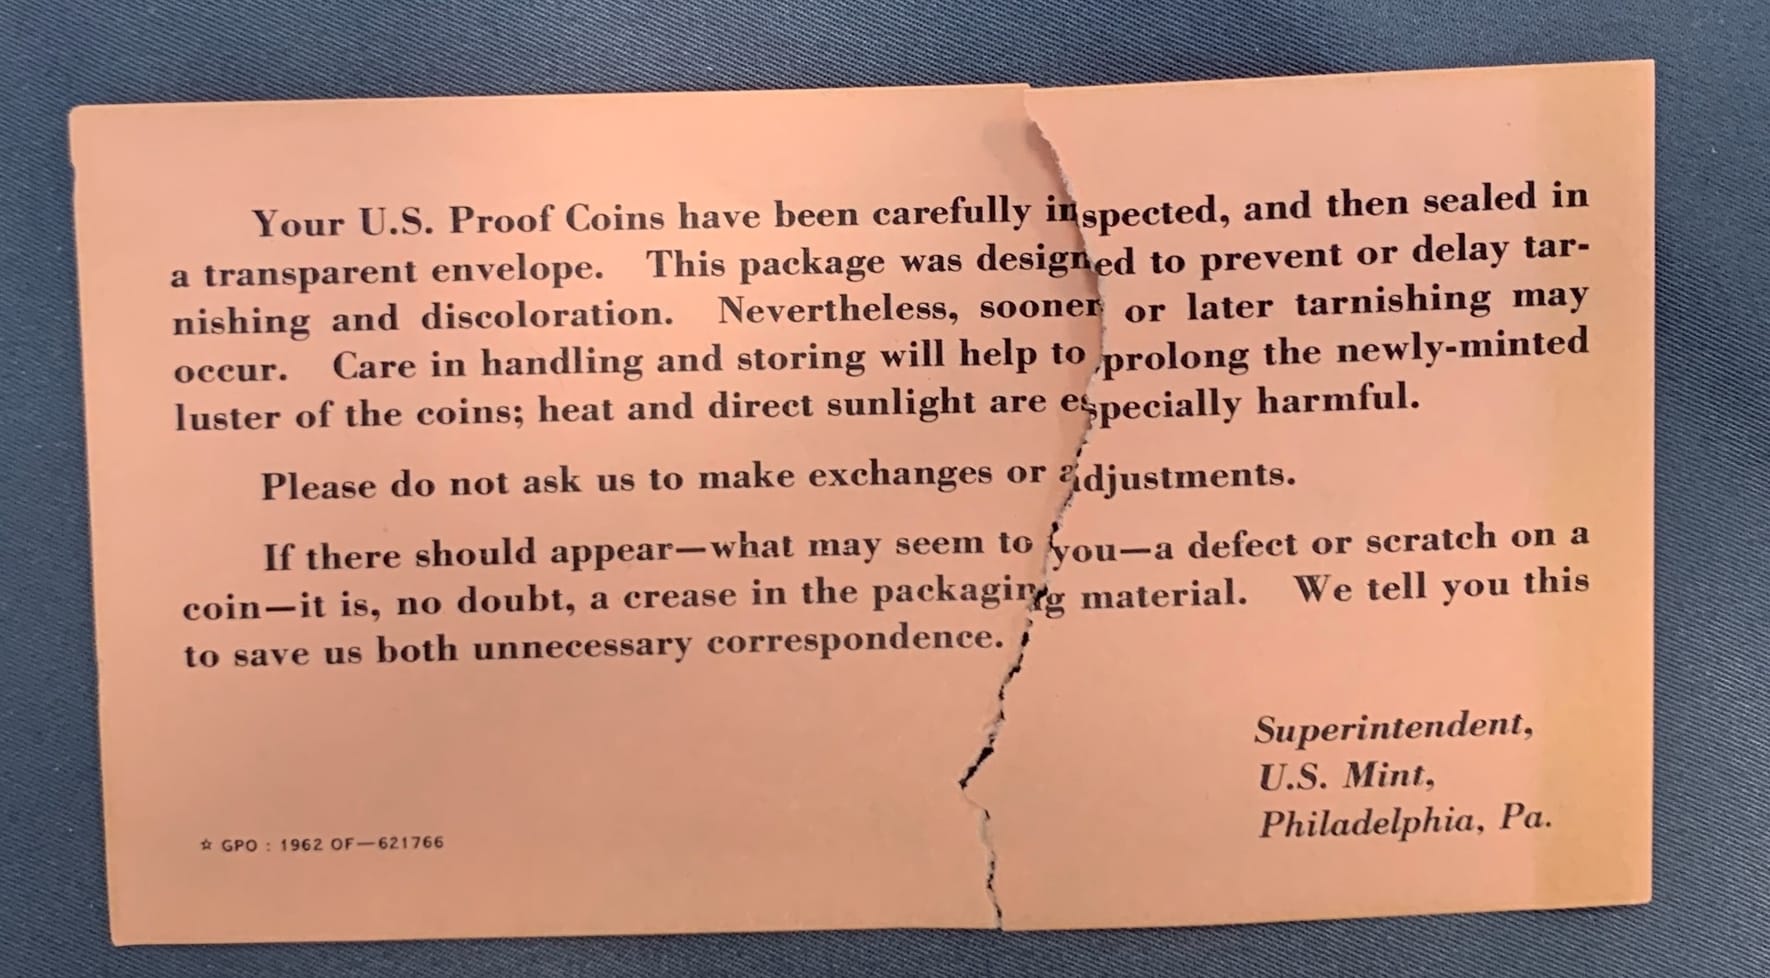 Your U.S. Proof Coins have been carefully inspected, and then sealed in
a transparent envelope. This package was designed to prevent or delay tar-
nishing and discoloration. Nevertheless, sooner or later tarnishing may
occur. Care in handling and storing will help to prolong the newly-minted
luster of the coins; heat and direct sunlight are especially harmful.
Please do not ask us to make exchanges or adjustments.
If there should appear—what may seem to you—a defect or scratch on a
coin—it is, no doubt, a crease in the packaging material. We tell you this
to save us both unnecessary correspondence.
Superintendent,
U.S. Mint,
Philadelphia, Pa.
☆ GPO : 1962 OF—621766